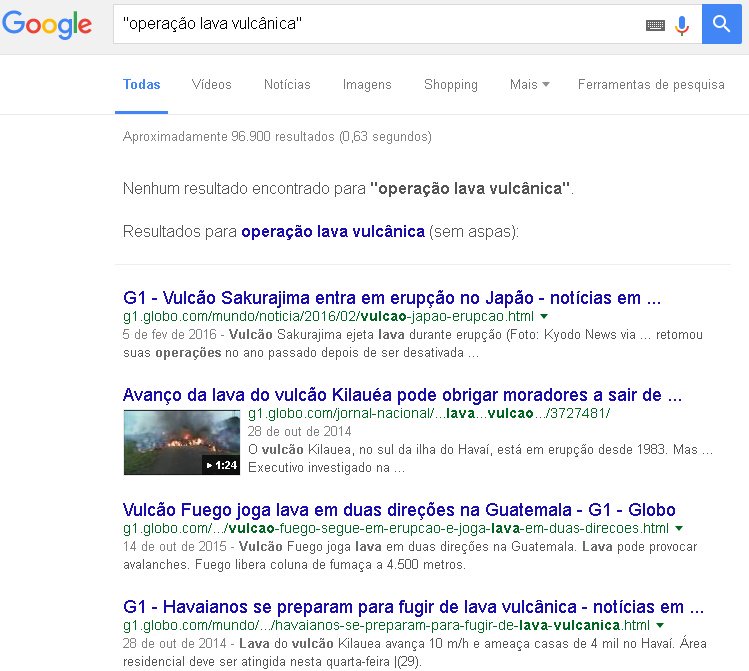 Google
"operação lava vulcânica"
Todas Vídeos Notícias Imagens Shopping Mais Ferramentas de pesquisa
Aproximadamente 96.900 resultados (0,63 segundos)
Nenhum resultado encontrado para "operação lava vulcânica".
Resultados para operação lava vulcânica (sem aspas):
G1 - Vulcão Sakurajima entra em erupção no Japão - notícias em ...
g1.globo.com/mundo/noticia/2016/02/vulcao-japao-erupcao.html
5 de fev de 2016 - Vulcão Sakurajima ejeta lava durante erupção (Foto: Kyodo News via ... retomou
suas operações no ano passado depois de ser desativada ...
Avanço da lava do vulcão Kilauéa pode obrigar moradores a sair de ...
g1.globo.com/jornal-nacional/...lava...vulcao.../3727481/
28 de out de 2014
O vulcão Kilauea, no sul da ilha do Havaí, está em erupção desde 1983. Mas ...
1:24 Executivo investigado na ...
Vulcão Fuego joga lava em duas direções na Guatemala - G1 - Globo
g1.globo.com/.../vulcao-fuego-segue-em-erupcao-e-joga-lava-em-duas-direcoes.html
14 de out de 2015 - Vulcão Fuego joga lava em duas direções na Guatemala. Lava pode provocar
avalanches. Fuego libera coluna de fumaça a 4.500 metros.
G1 - Havaianos se preparam para fugir de lava vulcânica - notícias em ...
g1.globo.com/mundo/.../havaianos-se-preparam-para-fugir-de-lava-vulcanica.html
28 de out de 2014 - Lava do vulcão Kilauea avança 10 m/h e ameaça casas de 4 mil no Havaí. Área
residencial deve ser atingida nesta quarta-feira |(29).